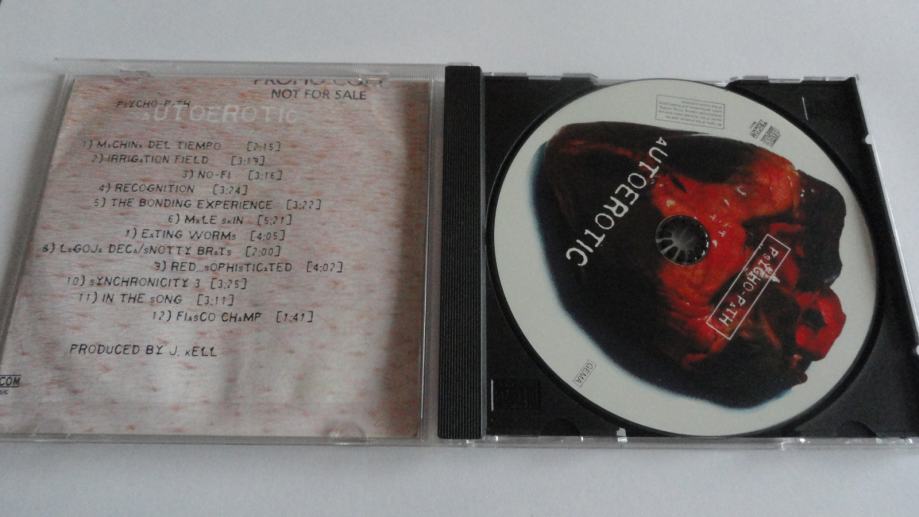 PROMO COPY
NOT FOR SALE
PSYCHO-PATH
AUTOEROTIC
1) MaCHINa DEL TIEMPO [2:15]
2) IRRIGaTION FIELD [3:19]
3) NO-FI [3:16]
4) RECOGNITION [3:24]
5) THE BONDING EXPERIENCE [3:22]
6) MaLE sKIN [5:21]
7) EaTING WORMs [4:05]
8) LaGOJa DECa/sNOTTY BRaTs [2:00]
9) RED...sOPHISTICaTED [4:02]
10) sYNCHRONICITY 3 [3:25]
11) IN THE sONG [3:11]
12) FIasCO CHaMP [1:41]
PRODUCED BY J. KELL
.COM
aUTOEROTIC
PSYCHO-PaTH
GEMA